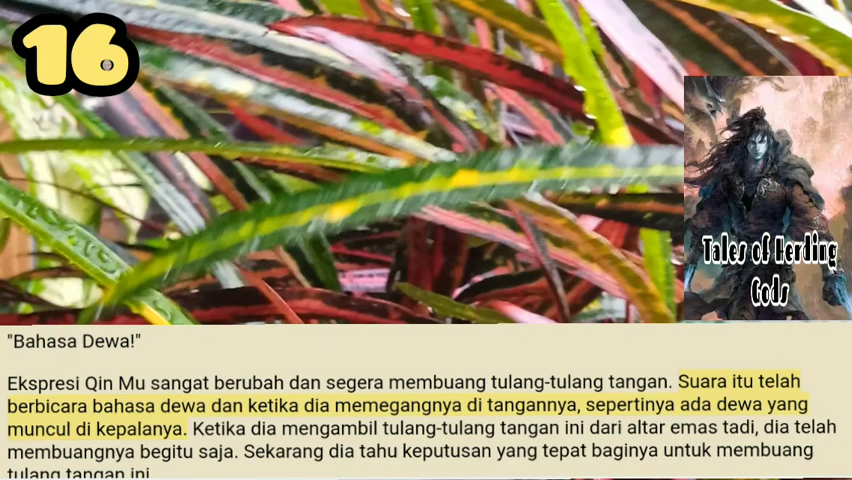 16
Tales of Herding
Gods
"Bahasa Dewa!"
Ekspresi Qin Mu sangat berubah dan segera membuang tulang-tulang tangan. Suara itu telah
berbicara bahasa dewa dan ketika dia memegangnya di tangannya, sepertinya ada dewa yang
muncul di kepalanya. Ketika dia mengambil tulang-tulang tangan ini dari altar emas tadi, dia telah
membuangnya begitu saja. Sekarang dia tahu keputusan yang tepat baginya untuk membuang
tulang tangan ini